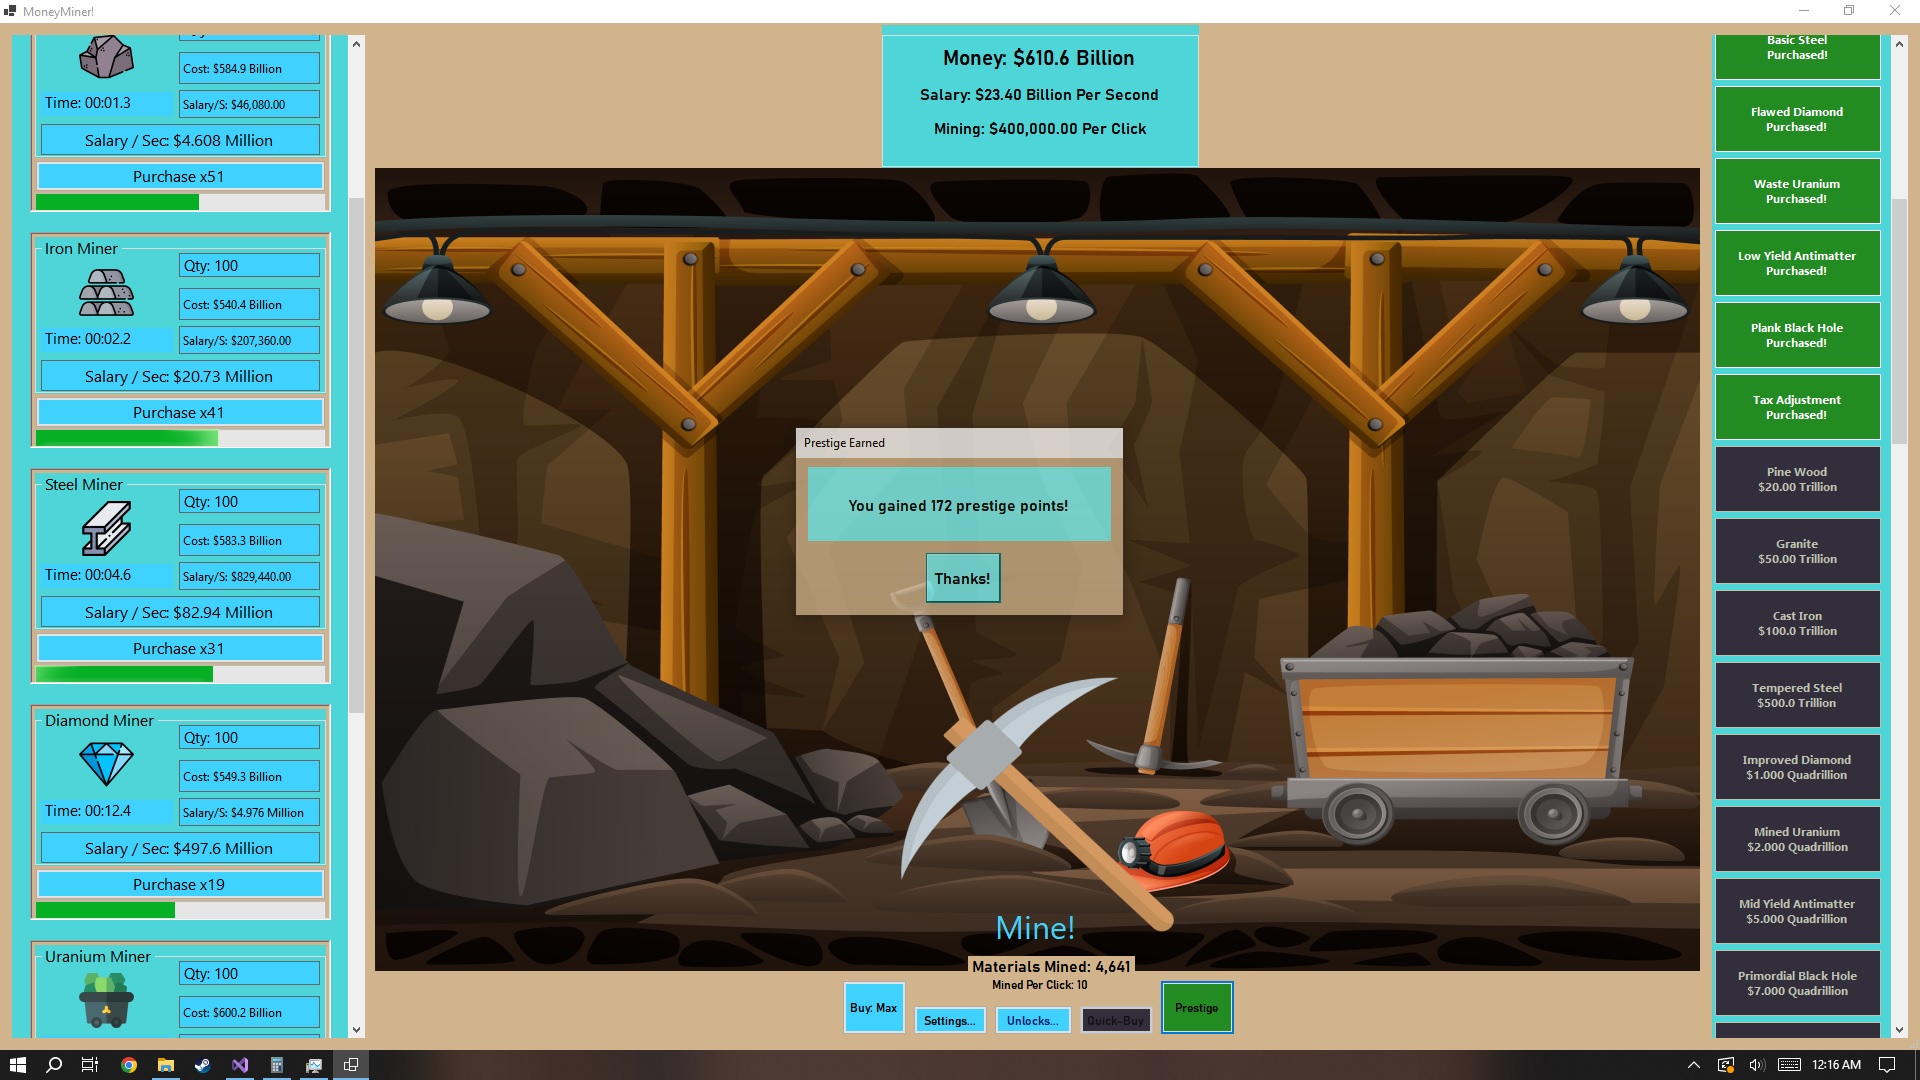 MoneyMiner!
Cost: $584.9 Billion
Time: 00:01.3
Salary/S: $46,080.00
Salary / Sec: $4.608 Million
Purchase x51
Iron Miner
Qty: 100
Cost: $540.4 Billion
Time: 00:02.2
Salary/S: $207,360.00
Salary / Sec: $20.73 Million
Purchase x41
Steel Miner
Qty: 100
Cost: $583.3 Billion
Time: 00:04.6
Salary/S: $829,440.00
Salary / Sec: $82.94 Million
Purchase x31
Diamond Miner
Qty: 100
Cost: $549.3 Billion
Time: 00:12.4
Salary/S: $4.976 Million
Salary / Sec: $497.6 Million
Purchase x19
Uranium Miner
Qty: 100
Cost: $600.2 Billion
Money: $610.6 Billion
Salary: $23.40 Billion Per Second
Mining: $400,000.00 Per Click
Prestige Earned
You gained 172 prestige points!
Thanks!
Mine!
Materials Mined: 4,641
Mined Per Click: 10
Buy: Max
Settings...
Unlocks...
Quick-Buy
Prestige
Basic Steel
Purchased!
Flawed Diamond
Purchased!
Waste Uranium
Purchased!
Low Yield Antimatter
Purchased!
Plank Black Hole
Purchased!
Tax Adjustment
Purchased!
Pine Wood
$20.00 Trillion
Granite
$50.00 Trillion
Cast Iron
$100.0 Trillion
Tempered Steel
$500.0 Trillion
Improved Diamond
$1.000 Quadrillion
Mined Uranium
$2.000 Quadrillion
Mid Yield Antimatter
$5.000 Quadrillion
Primordial Black Hole
$7.000 Quadrillion
12:16 AM